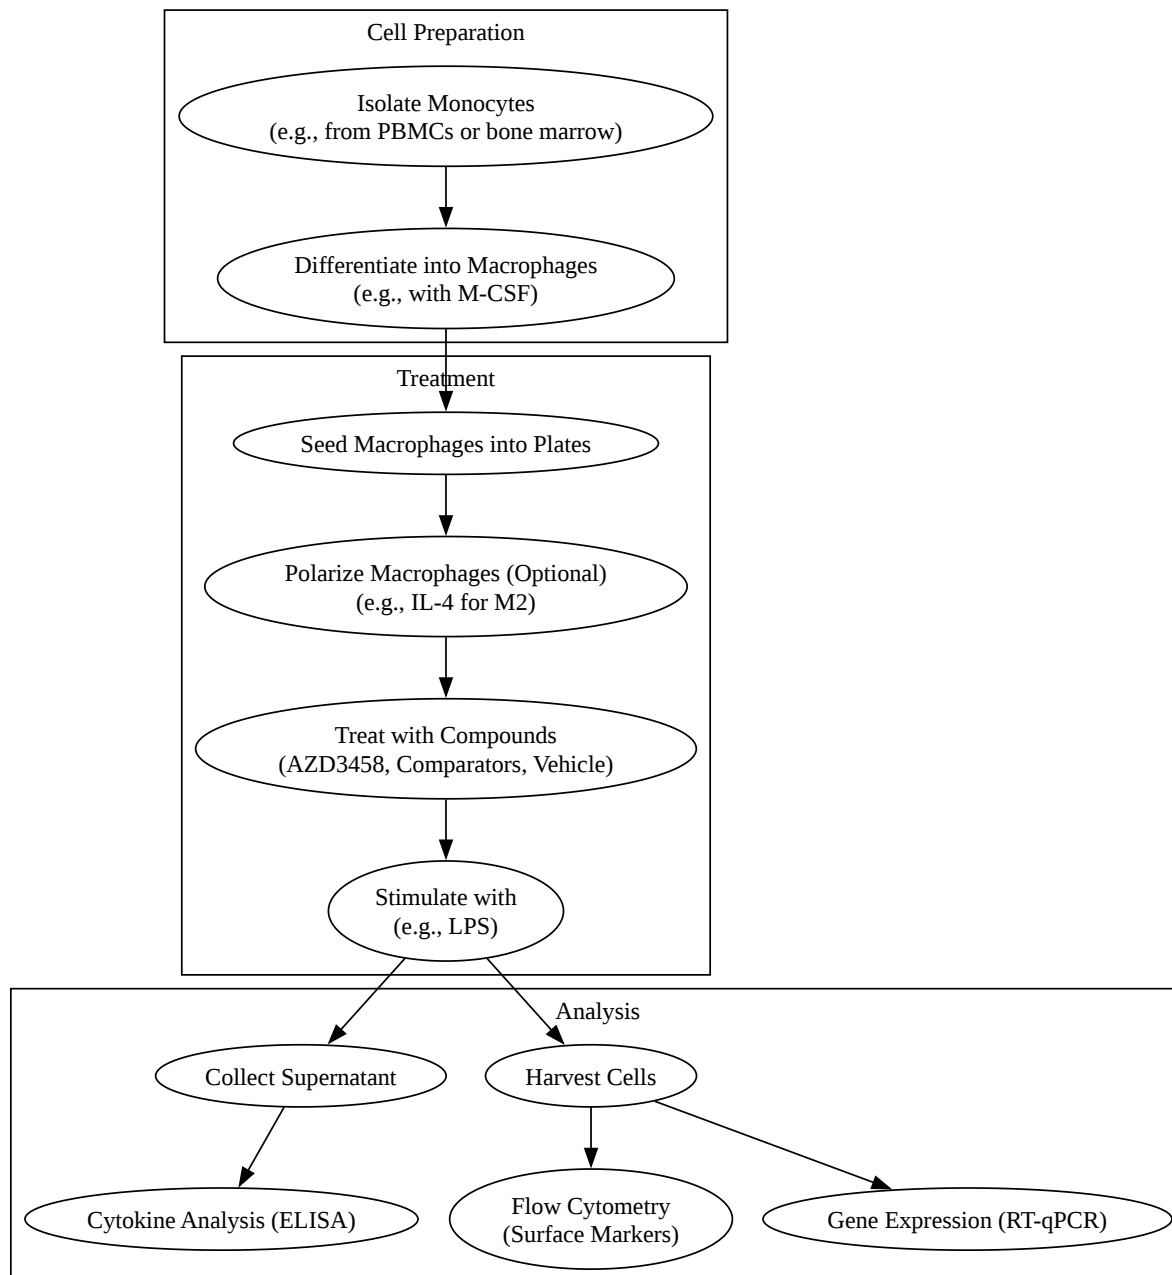 Cell Preparation
Isolate Monocytes
(e.g., from PBMCs or bone marrow)
Differentiate into Macrophages
(e.g., with M-CSF)
Treatment
Seed Macrophages into Plates
Polarize Macrophages (Optional)
(e.g., IL-4 for M2)
Treat with Compounds
(AZD3458, Comparators, Vehicle)
Stimulate with
(e.g., LPS)
Analysis
Collect Supernatant
Harvest Cells
Cytokine Analysis (ELISA)
Flow Cytometry
(Surface Markers)
Gene Expression (RT-qPCR)